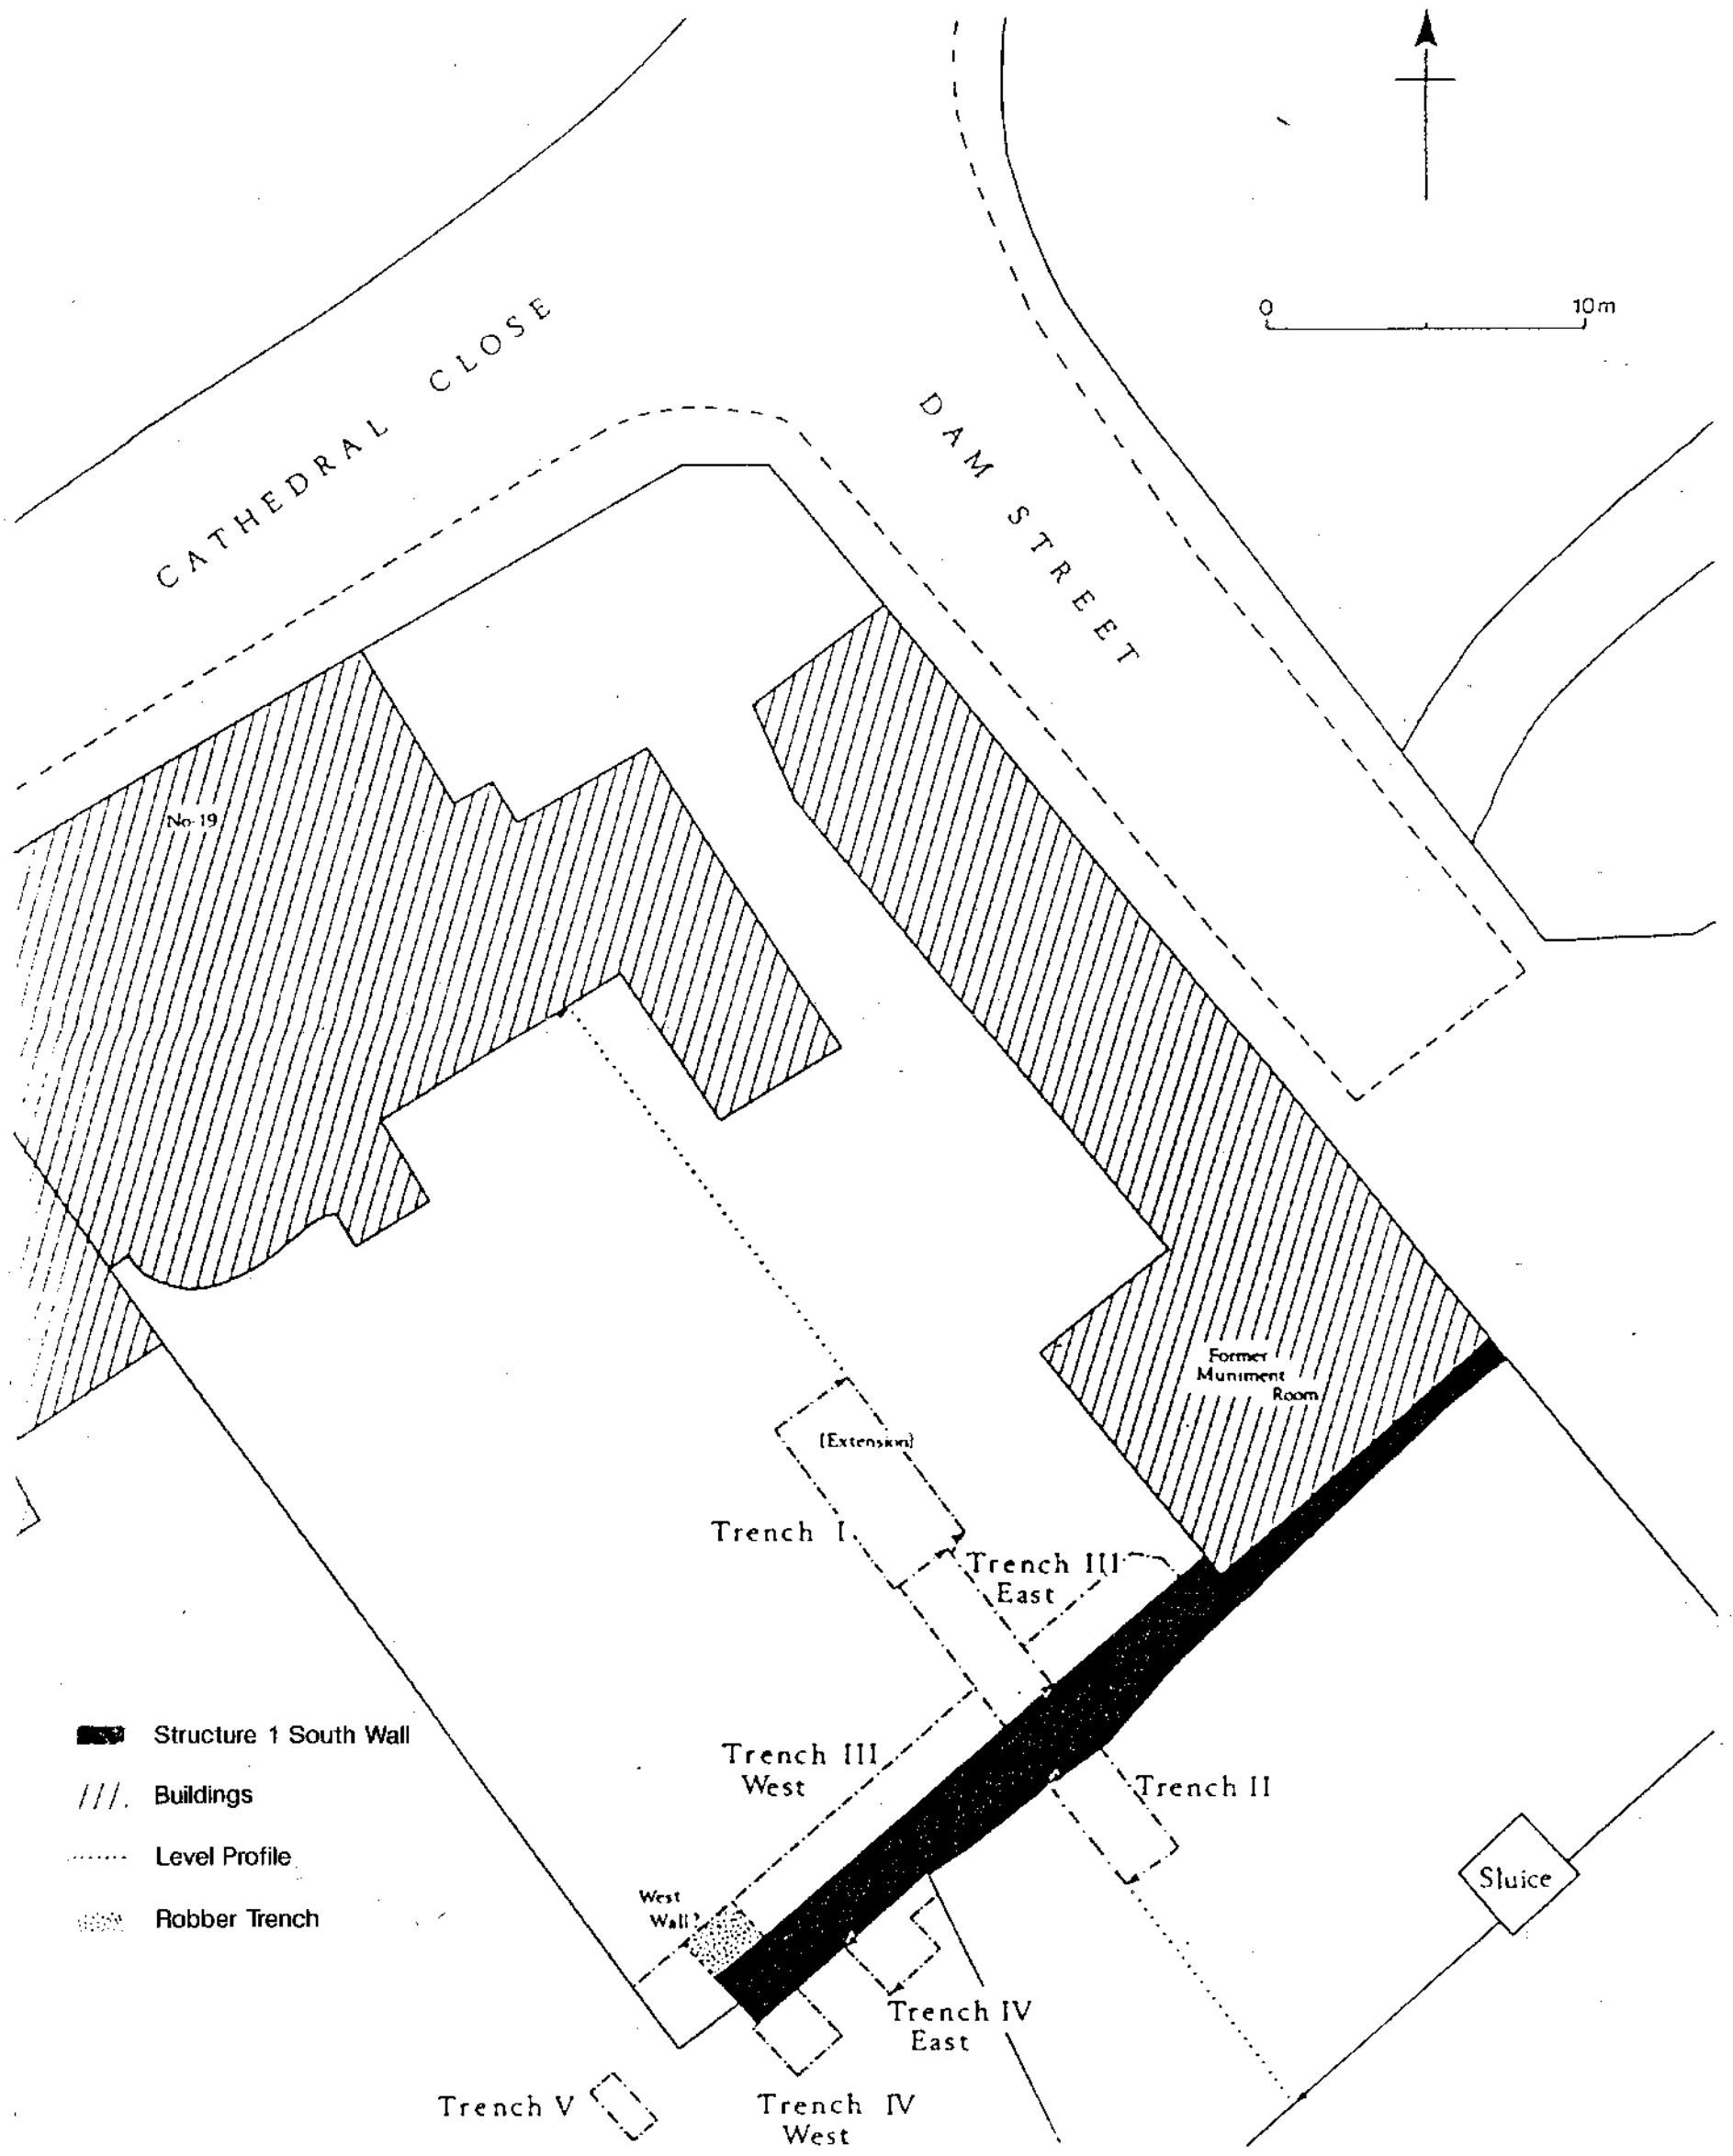 0 10m
CATHEDRAL CLOSE
DAM STREET
No 19
Former
Muniment
Room
(Extension)
Trench I
Trench III
East
Trench III
West
Trench II
Structure 1 South Wall
Buildings
Level Profile
Robber Trench
West
Wall?
Sluice
Trench IV
East
Trench V
Trench IV
West